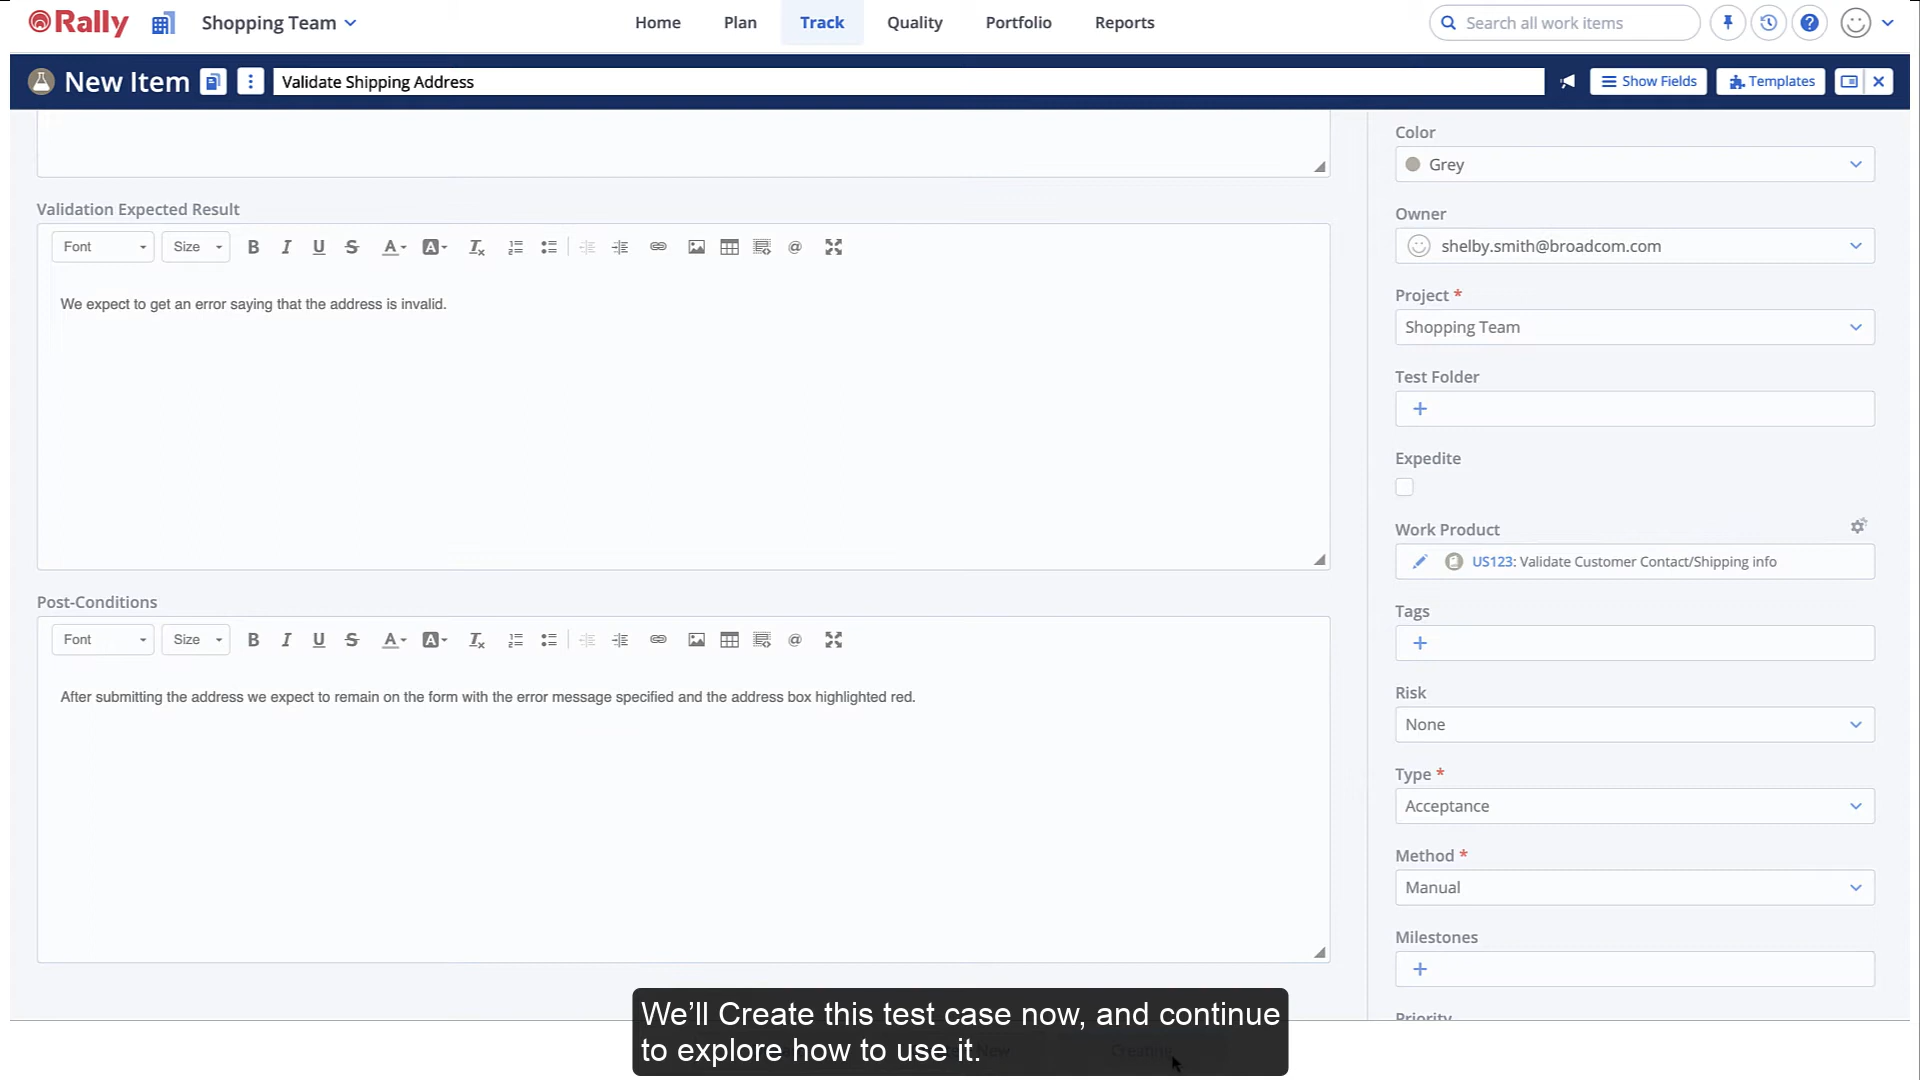 Rally
Shopping Team
Home
Plan
Track
Quality
Portfolio
Reports
Search all work items
New Item
Validate Shipping Address
Show Fields
Templates
Validation Expected Result
Font
Size
We expect to get an error saying that the address is invalid.
Post-Conditions
Font
Size
After submitting the address we expect to remain on the form with the error message specified and the address box highlighted red.
Color
Grey
Owner
shelby.smith@broadcom.com
Project *
Shopping Team
Test Folder
Expedite
Work Product
US123: Validate Customer Contact/Shipping info
Tags
Risk
None
Type *
Acceptance
Method *
Manual
Milestones
Priority
We’ll Create this test case now, and continue
to explore how to use it.